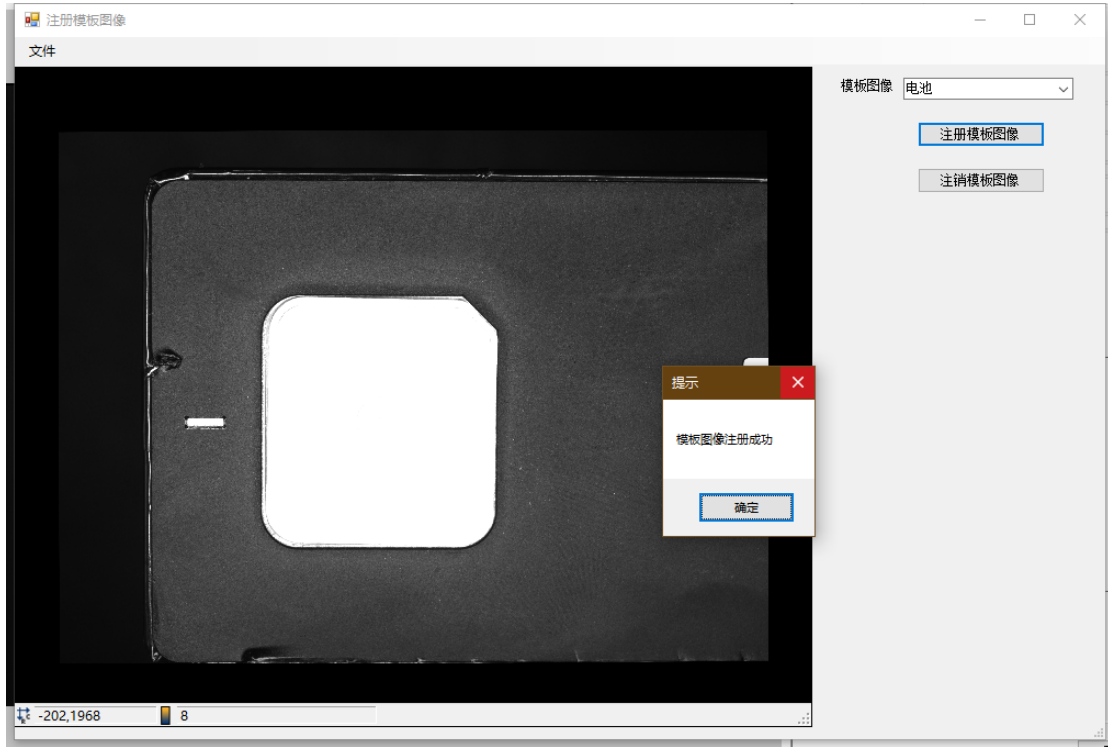 注册模板图像
文件
模板图像 电池
注册模板图像
注销模板图像
提示
模板图像注册成功
确定
-202,1968 8